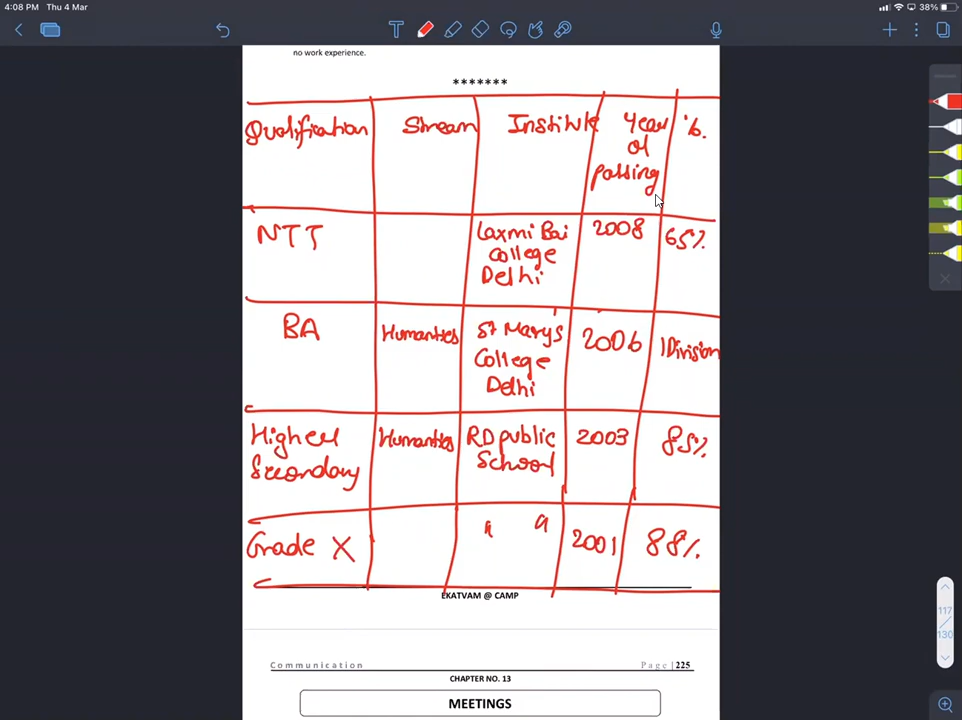 4:08 PM Thu 4 Mar
38%
no work experience.
*******
Qualification Stream Institute Year of passing %
NTT Laxmi Bai College Delhi 2008 65%
BA Humanities St Mary's College Delhi 2006 I Division
Higher Secondary Humanities RD public School 2003 85%
Grade X " " 2001 88%
EKATVAM @ CAMP
Communication Page | 225
CHAPTER NO. 13
MEETINGS
117
/
130